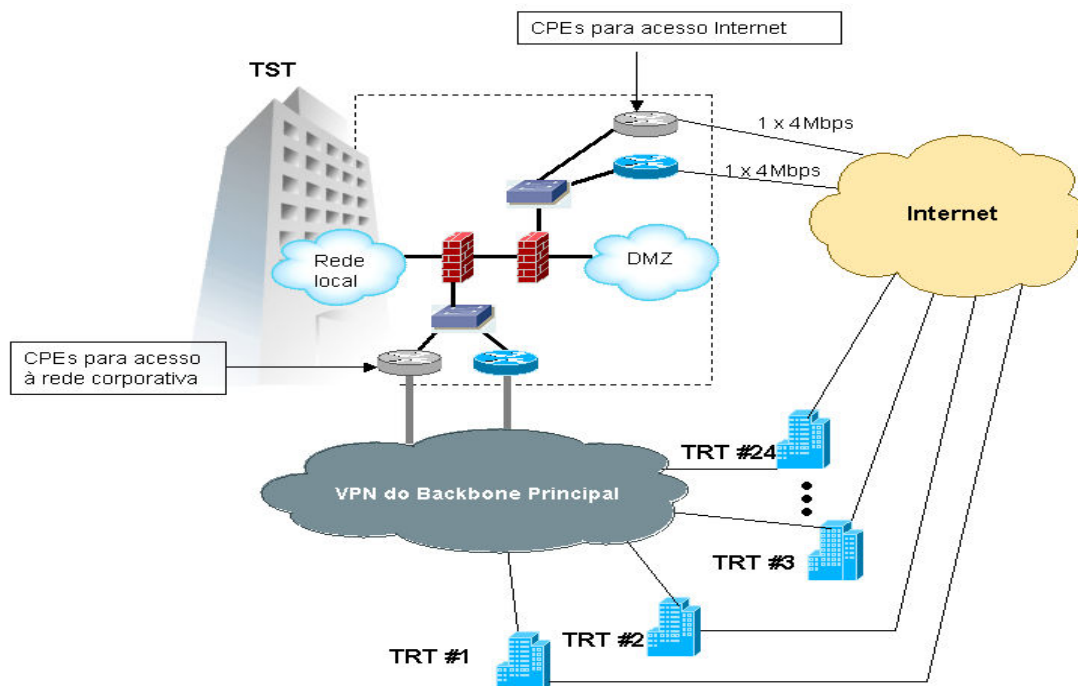 CPEs para acesso Internet
TST
1 x 4Mbps
1 x 4Mbps
Internet
Rede
local
DMZ
CPEs para acesso
à rede corporativa
TRT #24
VPN do Backbone Principal
TRT #3
TRT #2
TRT #1